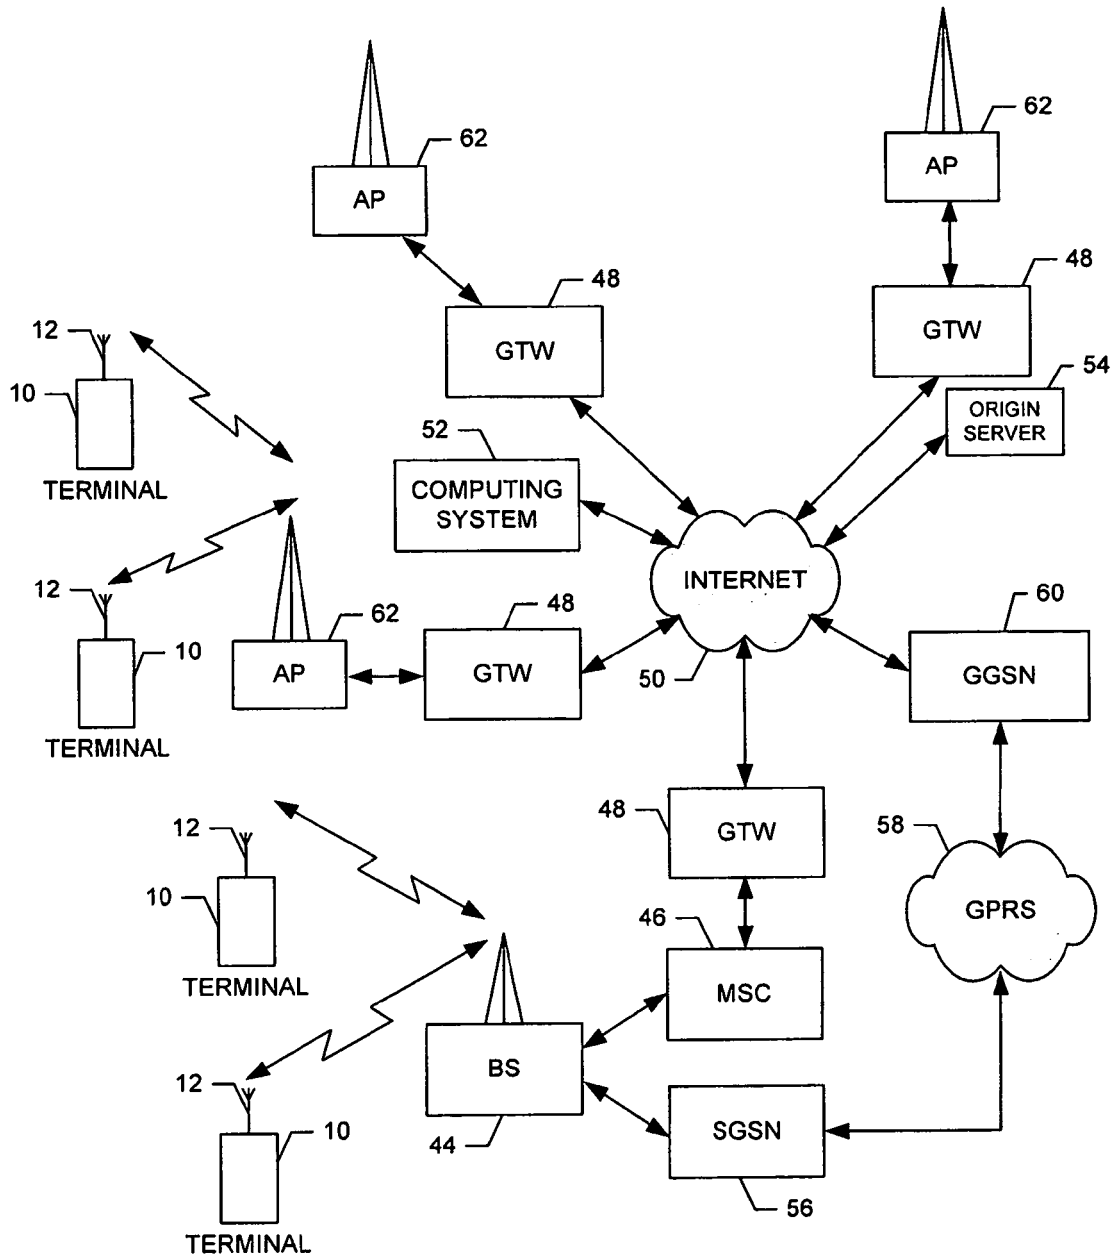 62
AP
62
AP
48
GTW
48
GTW
12
10
TERMINAL
54
ORIGIN
SERVER
52
COMPUTING
SYSTEM
INTERNET
50
12
10
TERMINAL
62
AP
48
GTW
60
GGSN
48
GTW
58
GPRS
12
10
TERMINAL
46
MSC
BS
44
12
10
TERMINAL
SGSN
56